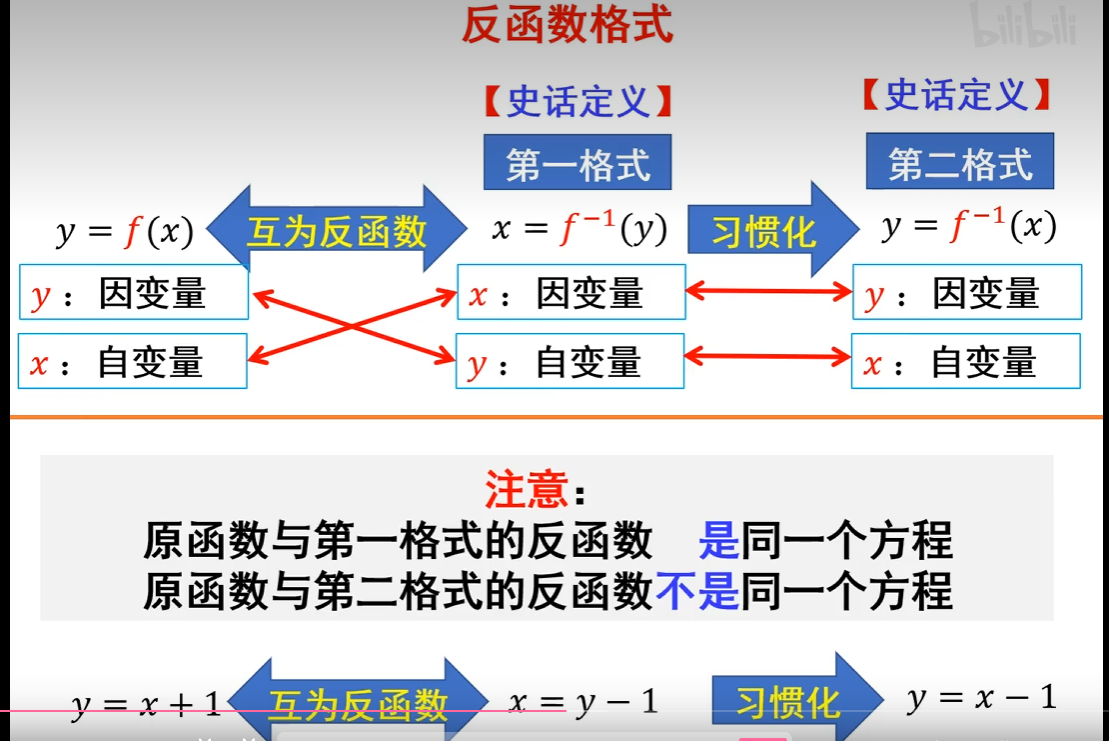 反函数格式
bilibili
【史话定义】
【史话定义】
第一格式
第二格式
y = f(x)
互为反函数
x = f⁻¹(y)
习惯化
y = f⁻¹(x)
y：因变量
x：因变量
y：因变量
x：自变量
y：自变量
x：自变量
注意：
原函数与第一格式的反函数 是同一个方程
原函数与第二格式的反函数不是同一个方程
y = x + 1
互为反函数
x = y − 1
习惯化
y = x − 1